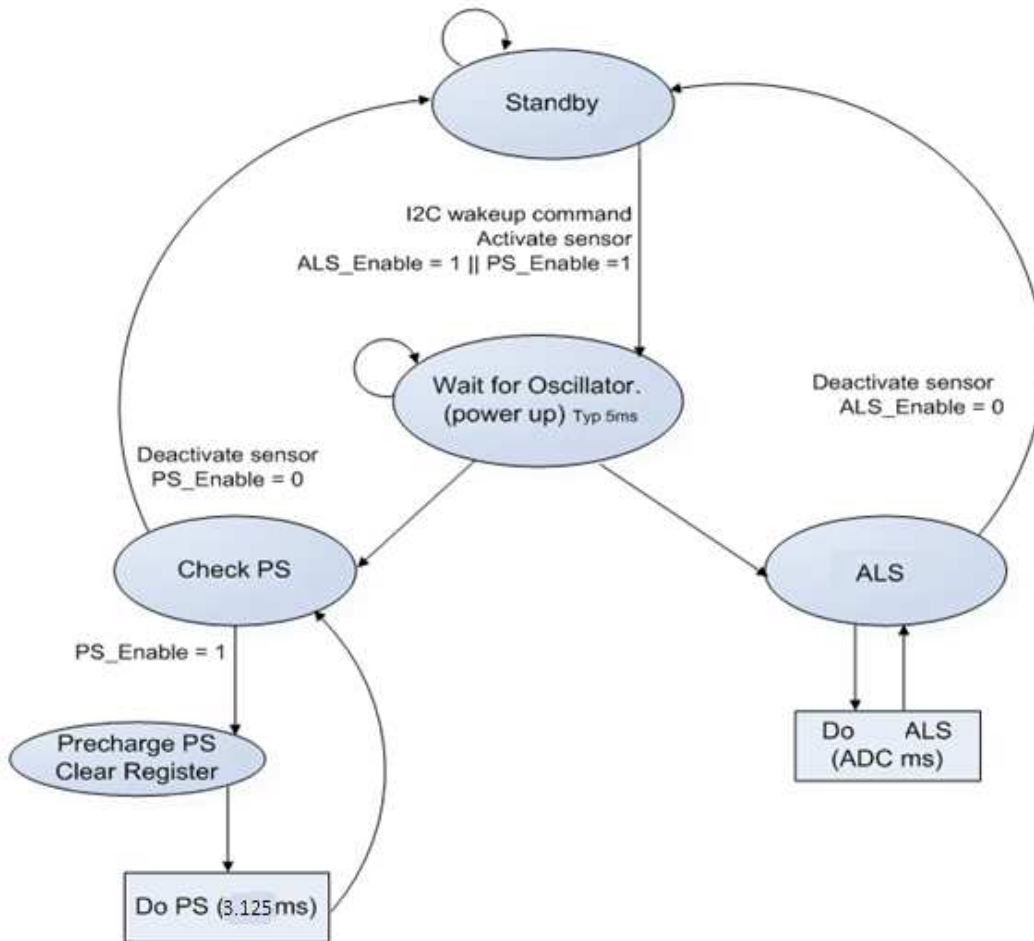 Standby
I2C wakeup command
Activate sensor
ALS_Enable = 1 || PS_Enable =1
Wait for Oscillator.
(power up) Typ 5ms
Deactivate sensor
ALS_Enable = 0
Deactivate sensor
PS_Enable = 0
Check PS
ALS
PS_Enable = 1
Precharge PS
Clear Register
Do ALS
(ADC ms)
Do PS (3.125ms)